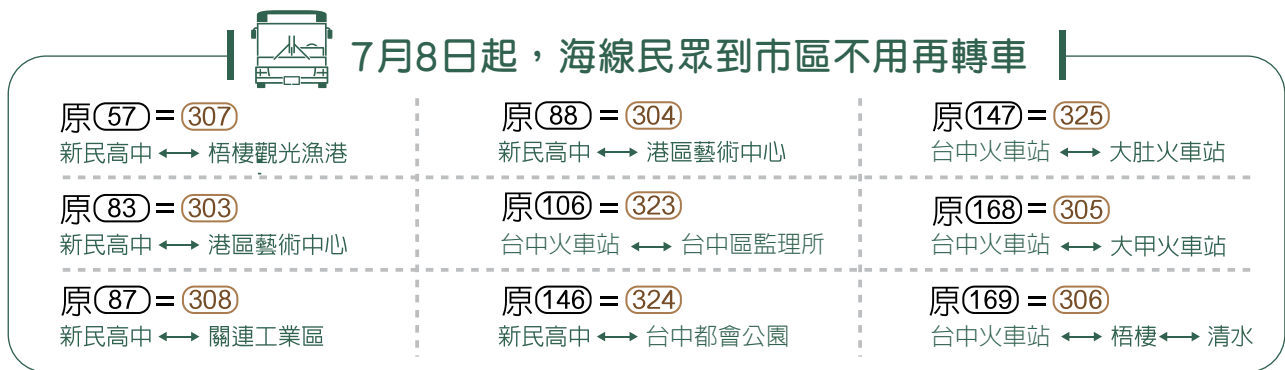 7月8日起，海線民眾到市區不用再轉車
原57＝307
新民高中↔梧棲觀光漁港
原83＝303
新民高中↔港區藝術中心
原87＝308
新民高中↔關連工業區
原88＝304
新民高中↔港區藝術中心
原106＝323
台中火車站↔台中區監理所
原146＝324
新民高中↔台中都會公園
原147＝325
台中火車站↔大肚火車站
原168＝305
台中火車站↔大甲火車站
原169＝306
台中火車站↔梧棲↔清水